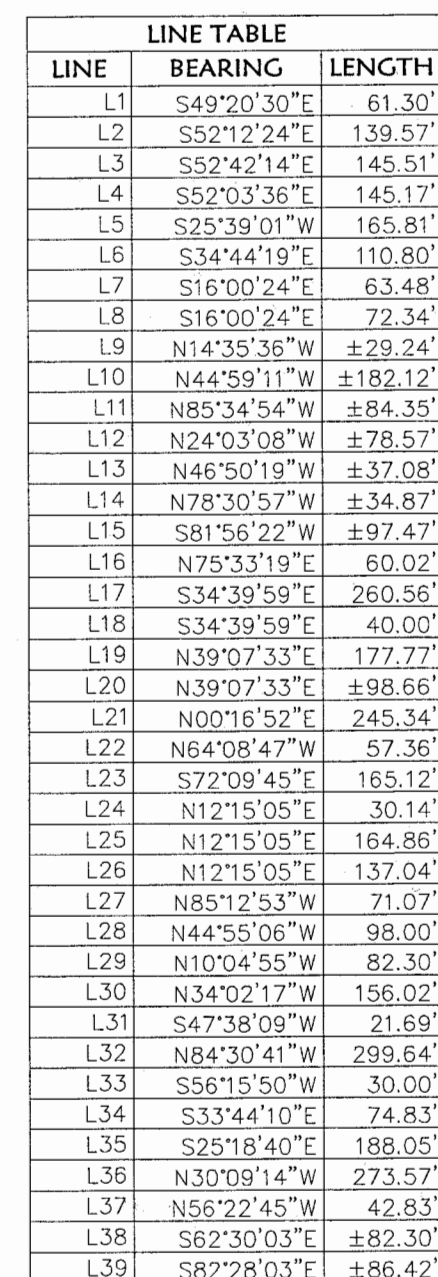 LINE TABLE
LINE BEARING LENGTH
L1 S49°20'30"E 61.30'
L2 S52°12'24"E 139.57'
L3 S52°42'14"E 145.51'
L4 S52°03'36"E 145.17'
L5 S25°39'01"W 165.81'
L6 S34°44'19"E 110.80'
L7 S16°00'24"E 63.48'
L8 S16°00'24"E 72.34'
L9 N14°35'36"W ±29.24'
L10 N44°59'11"W ±182.12'
L11 N85°34'54"W ±84.35'
L12 N24°03'08"W ±78.57'
L13 N46°50'19"W ±37.08'
L14 N78°30'57"W ±34.87'
L15 S81°56'22"W ±97.47'
L16 N75°33'19"E 60.02'
L17 S34°39'59"E 260.56'
L18 S34°39'59"E 40.00'
L19 N39°07'33"E 177.77'
L20 N39°07'33"E ±98.66'
L21 N00°16'52"E 245.34'
L22 N64°08'47"W 57.36'
L23 S72°09'45"E 165.12'
L24 N12°15'05"E 30.14'
L25 N12°15'05"E 164.86'
L26 N12°15'05"E 137.04'
L27 N85°12'53"W 71.07'
L28 N44°55'06"W 98.00'
L29 N10°04'55"W 82.30'
L30 N34°02'17"W 156.02'
L31 S47°38'09"W 21.69'
L32 N84°30'41"W 299.64'
L33 S56°15'50"W 30.00'
L34 S33°44'10"E 74.83'
L35 S25°18'40"E 188.05'
L36 N30°09'14"W 273.57'
L37 N56°22'45"W 42.83'
L38 S62°30'03"E ±82.30'
L39 S82°28'03"E ±86.42'